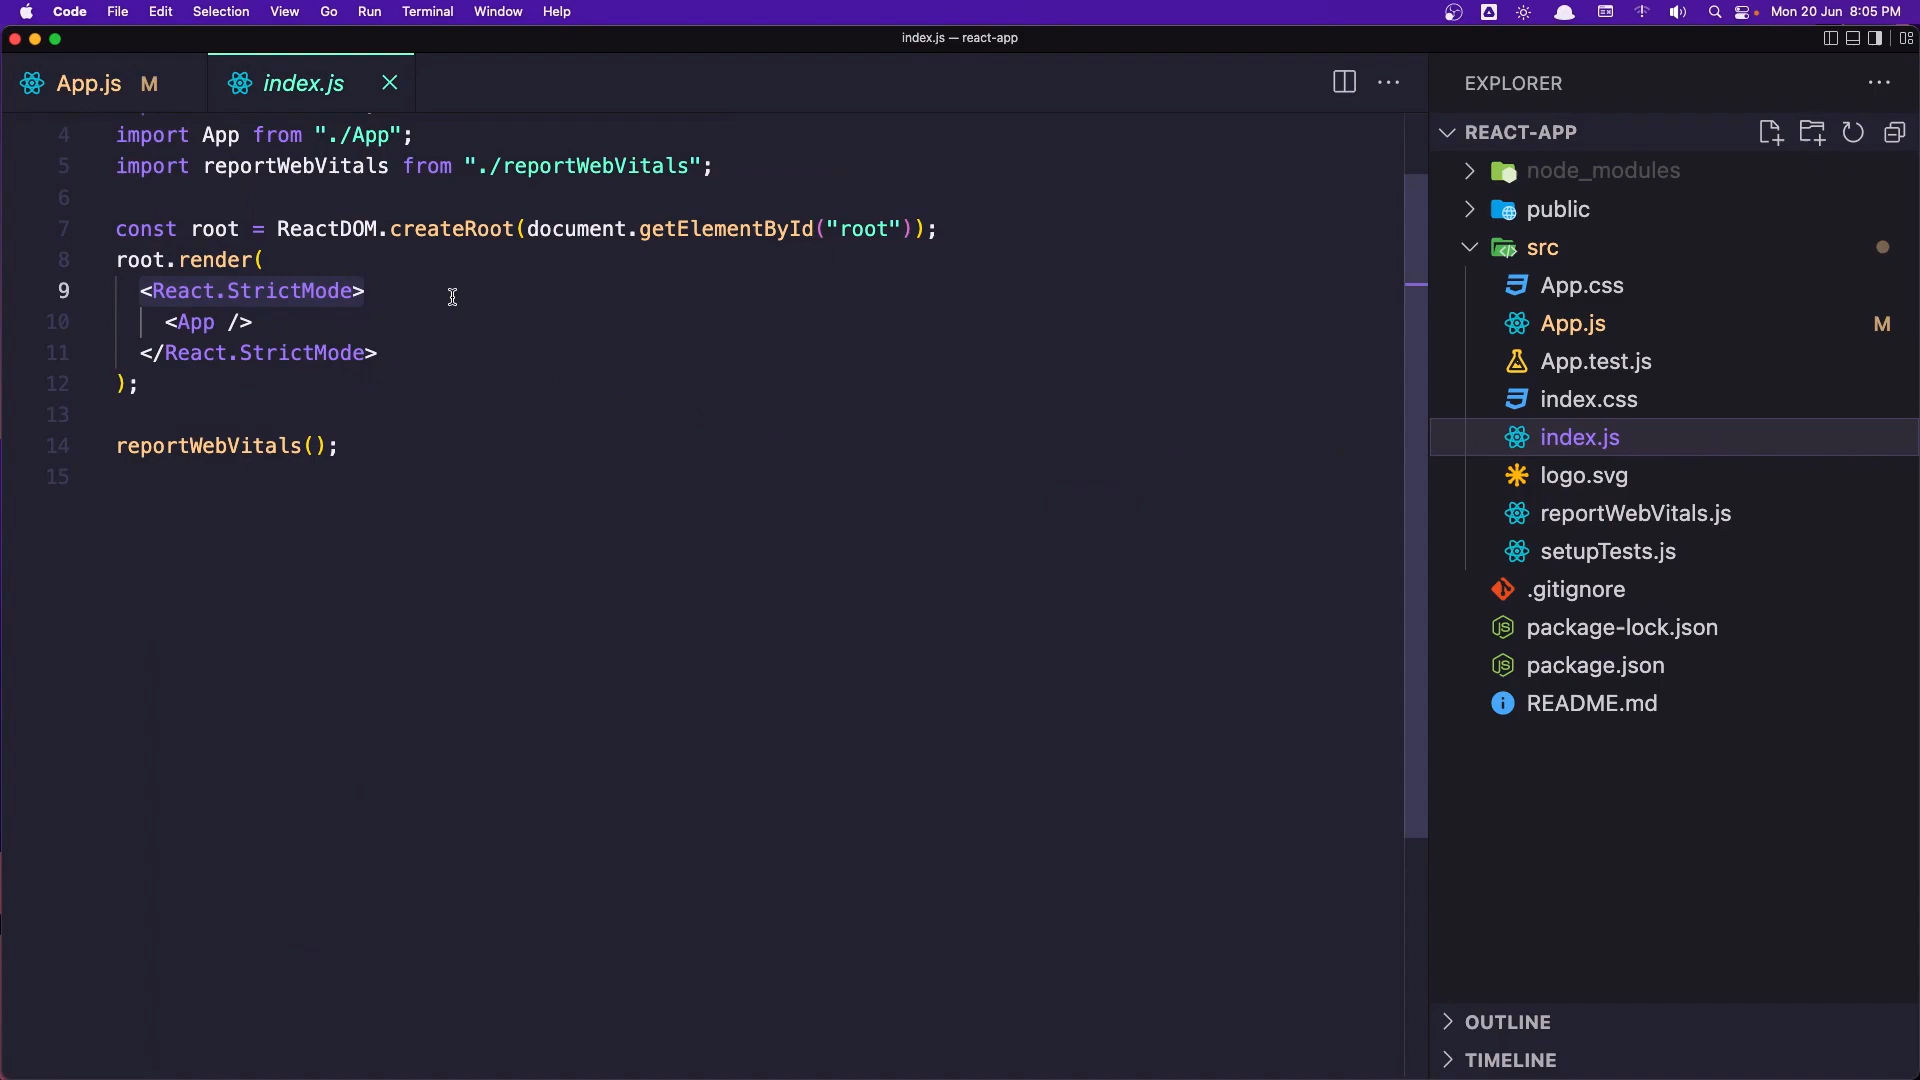 Code File Edit Selection View Go Run Terminal Window Help Mon 20 Jun 8:05 PM
index.js — react-app
App.js M index.js
4 import App from "./App";
5 import reportWebVitals from "./reportWebVitals";
6
7 const root = ReactDOM.createRoot(document.getElementById("root"));
8 root.render(
9 <React.StrictMode>
10 <App />
11 </React.StrictMode>
12 );
13
14 reportWebVitals();
15
EXPLORER
REACT-APP
node_modules
public
src
App.css
App.js M
App.test.js
index.css
index.js
logo.svg
reportWebVitals.js
setupTests.js
.gitignore
package-lock.json
package.json
README.md
OUTLINE
TIMELINE